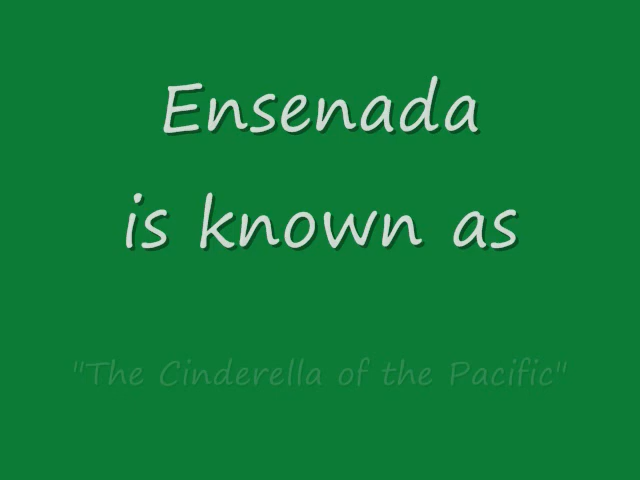 Ensenada
is known as
"The Cinderella of the Pacific"